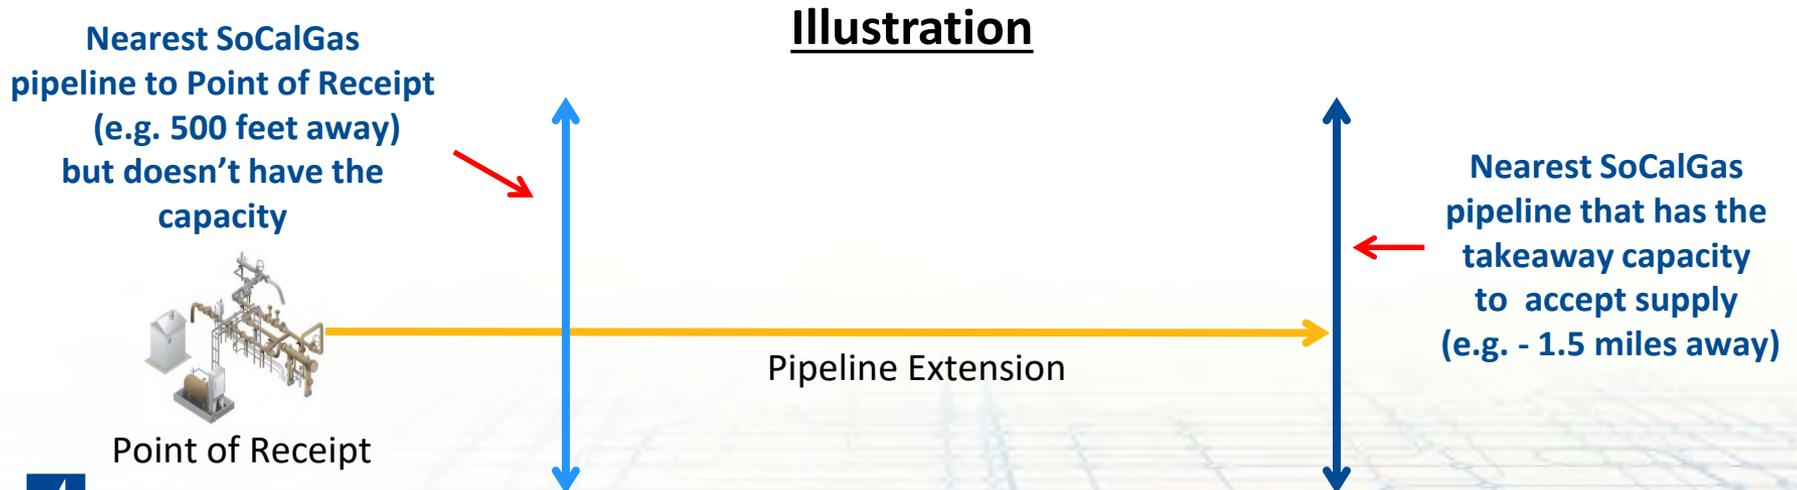 Illustration
Nearest SoCalGas
pipeline to Point of Receipt
(e.g. 500 feet away)
but doesn’t have the
capacity
Nearest SoCalGas
pipeline that has the
takeaway capacity
to accept supply
(e.g. - 1.5 miles away)
Pipeline Extension
Point of Receipt